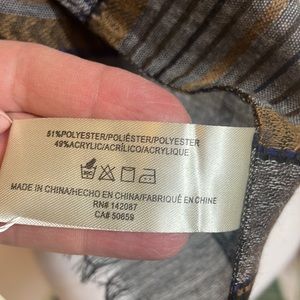 51%POLYESTER/POLIÉSTER/POLYESTER
49%ACRYLIC/ACRÍLICO/ACRYLIQUE
MADE IN CHINA/HECHO EN CHINA/FABRIQUÉ EN CHINE
RN# 142087
CA# 50659